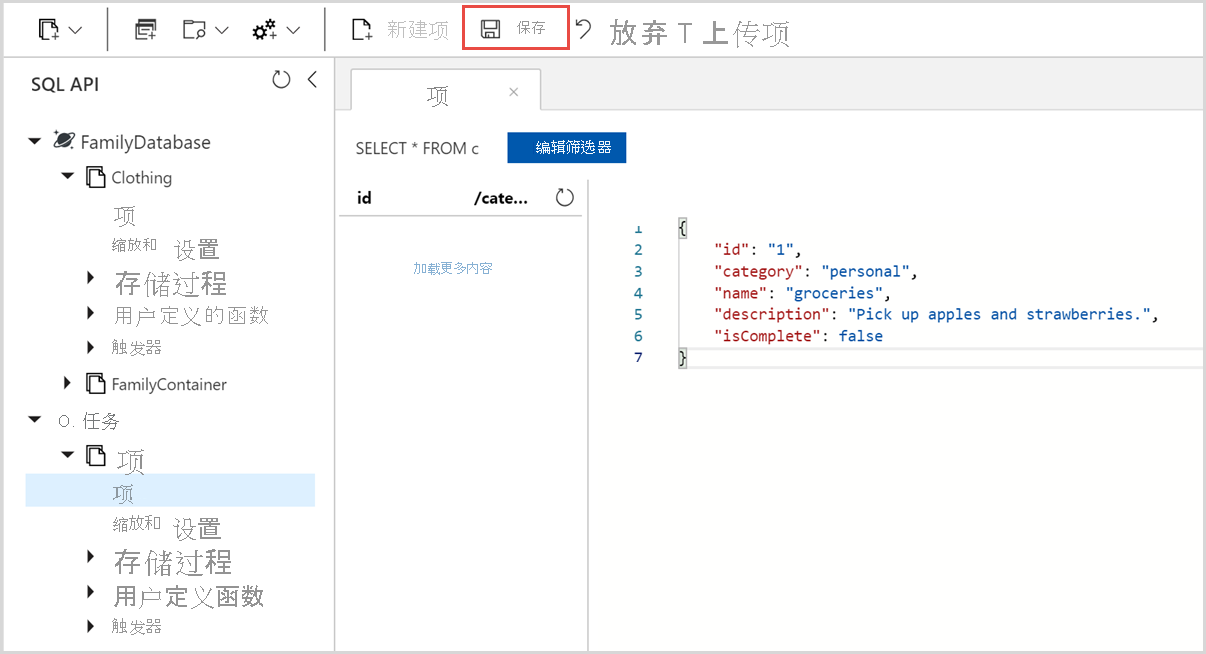 新建项 保存 放弃 T 上传项
SQL API
项
FamilyDatabase
SELECT * FROM c 编辑筛选器
Clothing
id /cate...
项
缩放和 设置
加载更多内容
存储过程
用户定义的函数
触发器
FamilyContainer
O. 任务
项
项
缩放和 设置
存储过程
用户定义函数
触发器
1 {
2 "id": "1",
3 "category": "personal",
4 "name": "groceries",
5 "description": "Pick up apples and strawberries.",
6 "isComplete": false
7 }